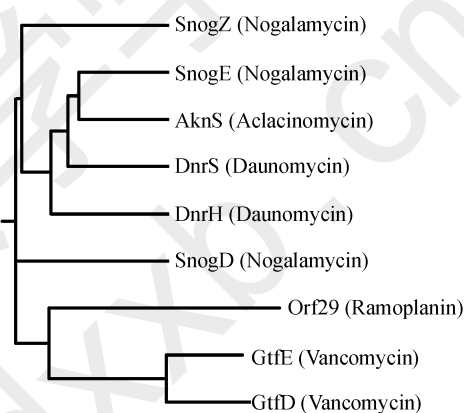 SnogZ (Nogalamycin)
SnogE (Nogalamycin)
AknS (Aclacinomycin)
DnrS (Daunomycin)
DnrH (Daunomycin)
SnogD (Nogalamycin)
Orf29 (Ramoplanin)
GtfE (Vancomycin)
GtfD (Vancomycin)